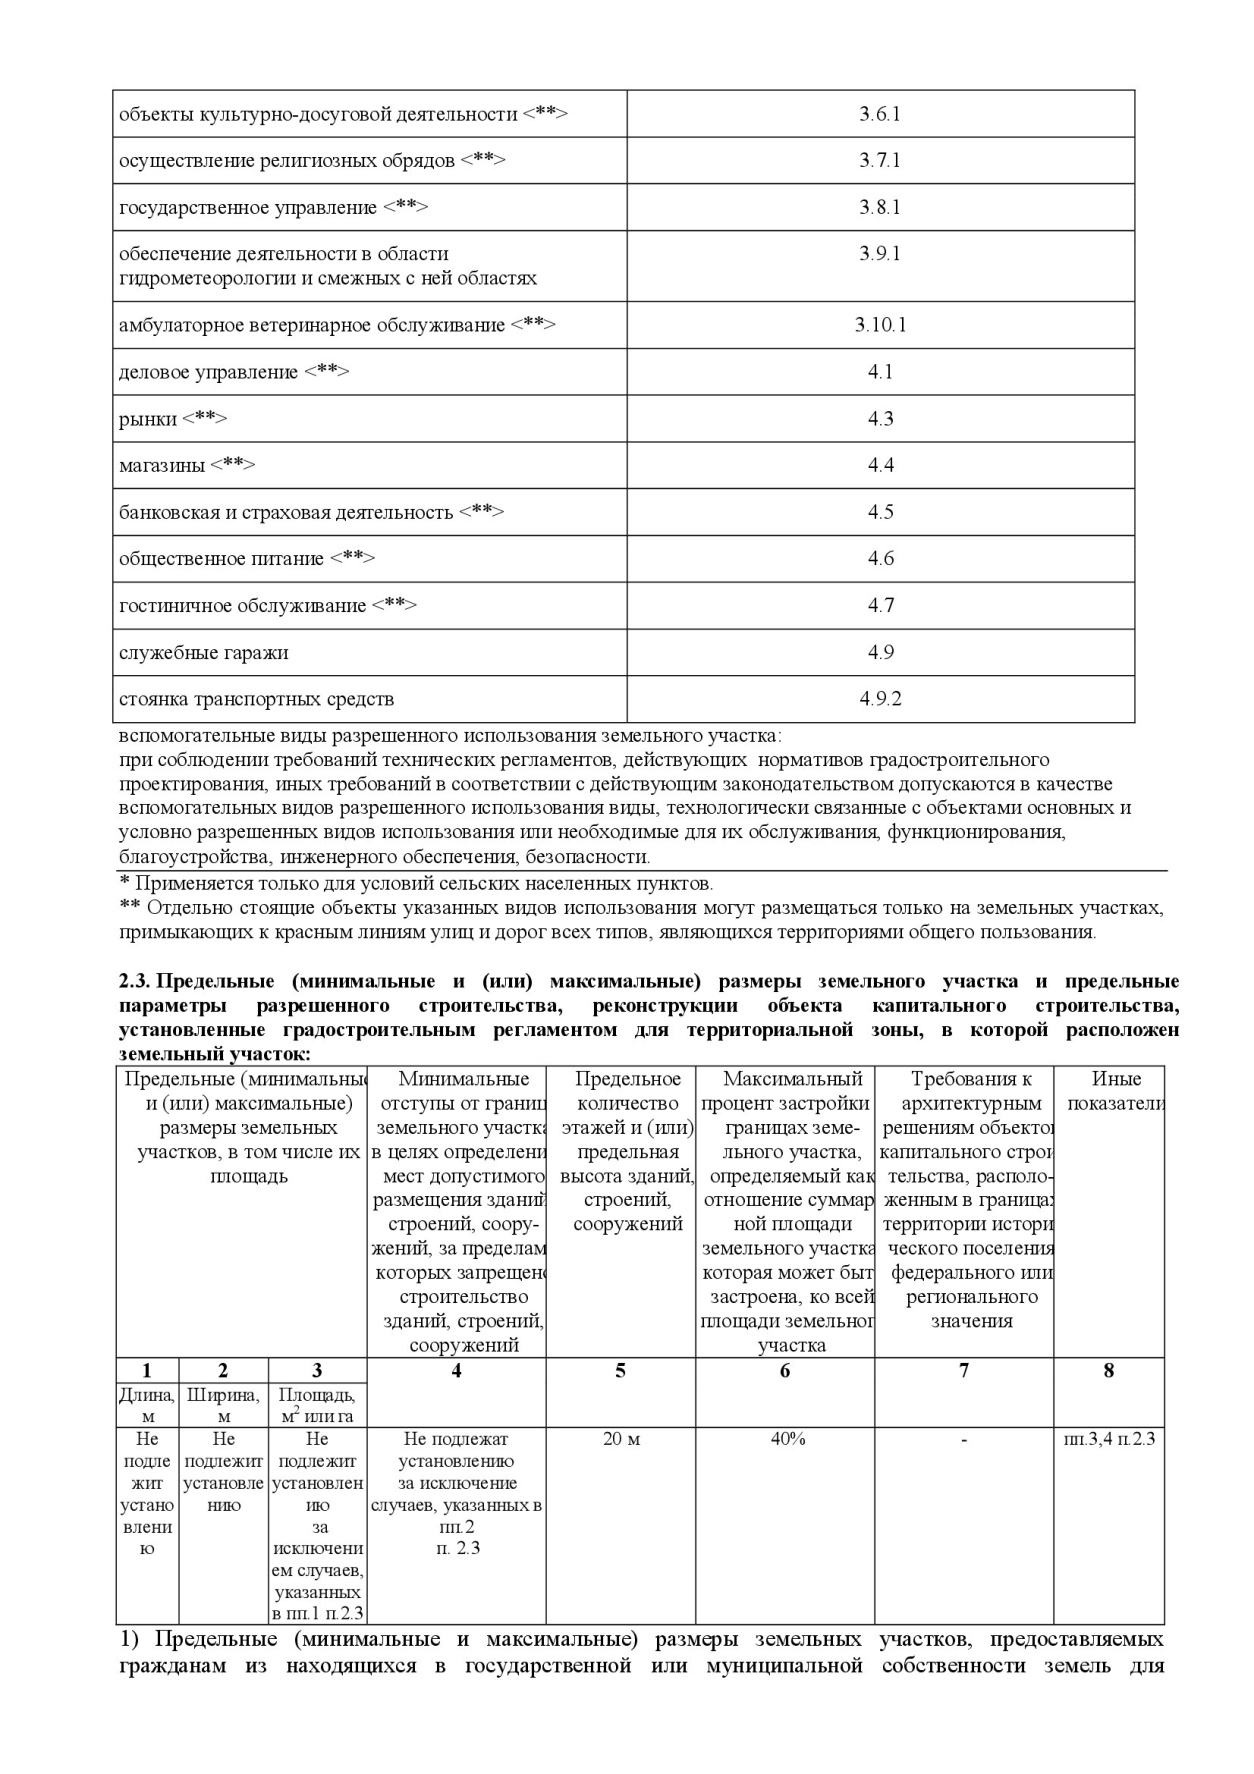 объекты культурно-досуговой деятельности <**> 3.6.1
осуществление религиозных обрядов <**> 3.7.1
государственное управление <**> 3.8.1
обеспечение деятельности в области 3.9.1
гидрометеорологии и смежных с ней областях
амбулаторное ветеринарное обслуживание <**> 3.10.1
деловое управление <**> 4.1
рынки <**> 4.3
магазины <**> 4.4
банковская и страховая деятельность <**> 4.5
общественное питание <**> 4.6
гостиничное обслуживание <**> 4.7
служебные гаражи 4.9
стоянка транспортных средств 4.9.2
вспомогательные виды разрешенного использования земельного участка:
при соблюдении требований технических регламентов, действующих нормативов градостроительного
проектирования, иных требований в соответствии с действующим законодательством допускаются в качестве
вспомогательных видов разрешенного использования виды, технологически связанные с объектами основных и
условно разрешенных видов использования или необходимые для их обслуживания, функционирования,
благоустройства, инженерного обеспечения, безопасности.
* Применяется только для условий сельских населенных пунктов.
** Отдельно стоящие объекты указанных видов использования могут размещаться только на земельных участках,
примыкающих к красным линиям улиц и дорог всех типов, являющихся территориями общего пользования.
2.3. Предельные (минимальные и (или) максимальные) размеры земельного участка и предельные
параметры разрешенного строительства, реконструкции объекта капитального строительства,
установленные градостроительным регламентом для территориальной зоны, в которой расположен
земельный участок:
Предельные (минимальны
и (или) максимальные)
размеры земельных
участков, в том числе их
площадь
Минимальные
отступы от границ
земельного участка
в целях определени
мест допустимого
размещения зданий
строений, соору-
жений, за пределам
которых запрещено
строительство
зданий, строений,
сооружений
Предельное
количество
этажей и (или)
предельная
высота зданий,
строений,
сооружений
Максимальный
процент застройки
границах земе-
льного участка,
определяемый как
отношение суммар
ной площади
земельного участка
которая может быт
застроена, ко всей
площади земельног
участка
Требования к
архитектурным
решениям объекто
капитального строи
тельства, располо-
женным в граница
территории истори
ческого поселения
федерального или
регионального
значения
Иные
показатели
1 2 3 4 5 6 7 8
Длина,
м
Ширина,
м
Площадь,
м² или га
Не
подле
жит
устано
влени
ю
Не
подлежит
установле
нию
Не
подлежит
установлен
ию
за
исключени
ем случаев,
указанных
в пп.1 п.2.3
Не подлежат
установлению
за исключение
случаев, указанных в
пп.2
п. 2.3
20 м
40%
-
пп.3,4 п.2.3
1) Предельные (минимальные и максимальные) размеры земельных участков, предоставляемых
гражданам из находящихся в государственной или муниципальной собственности земель для